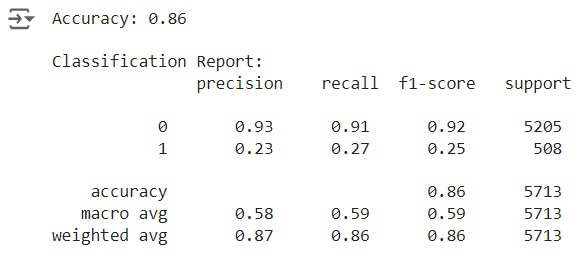 Accuracy: 0.86
Classification Report:
precision recall f1-score support
0 0.93 0.91 0.92 5205
1 0.23 0.27 0.25 508
accuracy 0.86 5713
macro avg 0.58 0.59 0.59 5713
weighted avg 0.87 0.86 0.86 5713